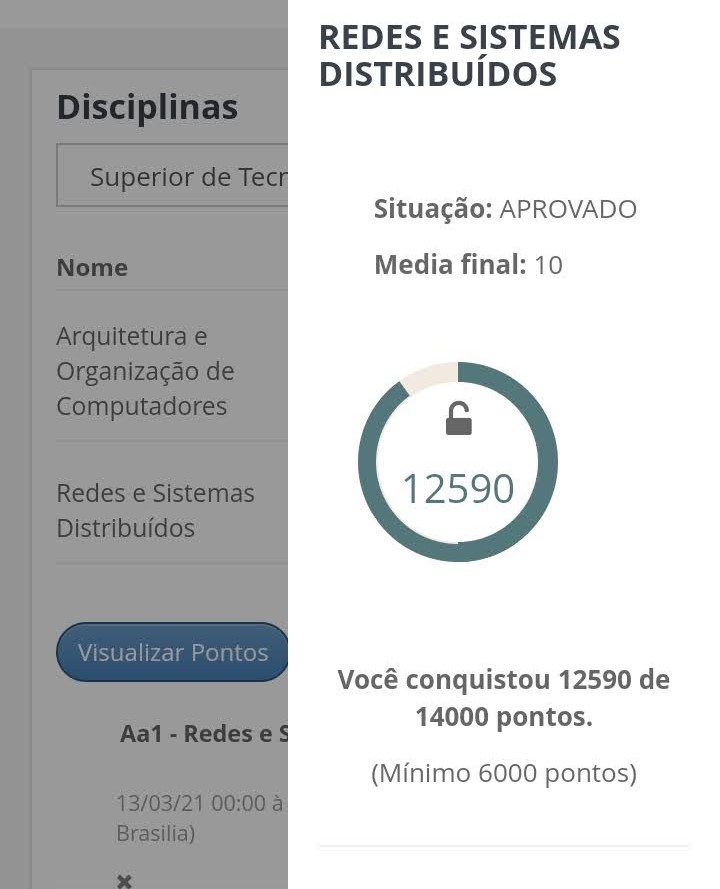 Disciplinas
Superior de Tecn
Nome
Arquitetura e
Organização de
Computadores
Redes e Sistemas
Distribuídos
Visualizar Pontos
Aa1 - Redes e S
13/03/21 00:00 à
Brasilia)
REDES E SISTEMAS
DISTRIBUÍDOS
Situação: APROVADO
Media final: 10
12590
Você conquistou 12590 de
14000 pontos.
(Mínimo 6000 pontos)